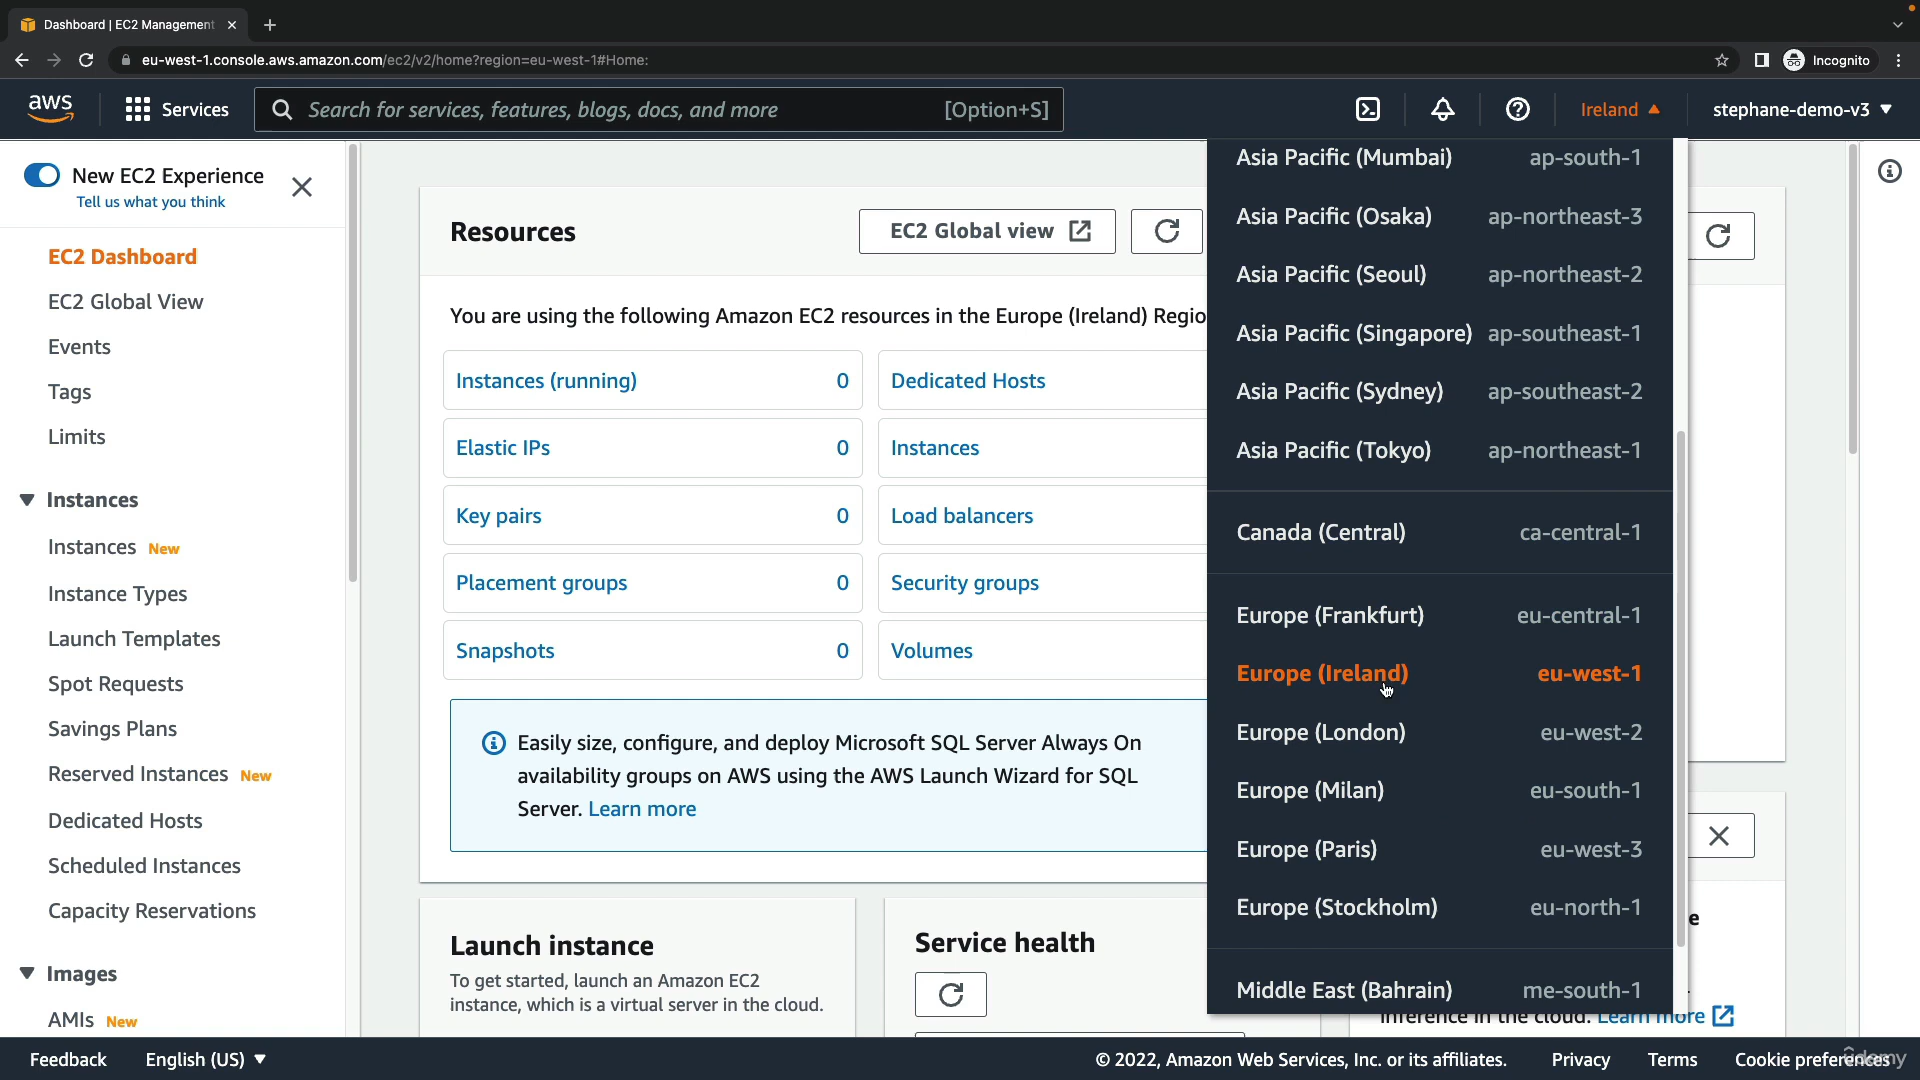 Dashboard | EC2 Management
eu-west-1.console.aws.amazon.com/ec2/v2/home?region=eu-west-1#Home:
Incognito
aws
Services
Search for services, features, blogs, docs, and more
[Option+S]
Ireland
stephane-demo-v3
New EC2 Experience
Tell us what you think
EC2 Dashboard
EC2 Global View
Events
Tags
Limits
Instances
Instances New
Instance Types
Launch Templates
Spot Requests
Savings Plans
Reserved Instances New
Dedicated Hosts
Scheduled Instances
Capacity Reservations
Images
AMIs New
Resources
EC2 Global view
You are using the following Amazon EC2 resources in the Europe (Ireland) Regio
Instances (running) 0
Dedicated Hosts
Elastic IPs 0
Instances
Key pairs 0
Load balancers
Placement groups 0
Security groups
Snapshots 0
Volumes
Easily size, configure, and deploy Microsoft SQL Server Always On
availability groups on AWS using the AWS Launch Wizard for SQL
Server. Learn more
Launch instance
To get started, launch an Amazon EC2
instance, which is a virtual server in the cloud.
Service health
Asia Pacific (Mumbai) ap-south-1
Asia Pacific (Osaka) ap-northeast-3
Asia Pacific (Seoul) ap-northeast-2
Asia Pacific (Singapore) ap-southeast-1
Asia Pacific (Sydney) ap-southeast-2
Asia Pacific (Tokyo) ap-northeast-1
Canada (Central) ca-central-1
Europe (Frankfurt) eu-central-1
Europe (Ireland) eu-west-1
Europe (London) eu-west-2
Europe (Milan) eu-south-1
Europe (Paris) eu-west-3
Europe (Stockholm) eu-north-1
Middle East (Bahrain) me-south-1
e
inference in the cloud. Learn more
Feedback
English (US)
© 2022, Amazon Web Services, Inc. or its affiliates.
Privacy
Terms
Cookie preferences
udemy